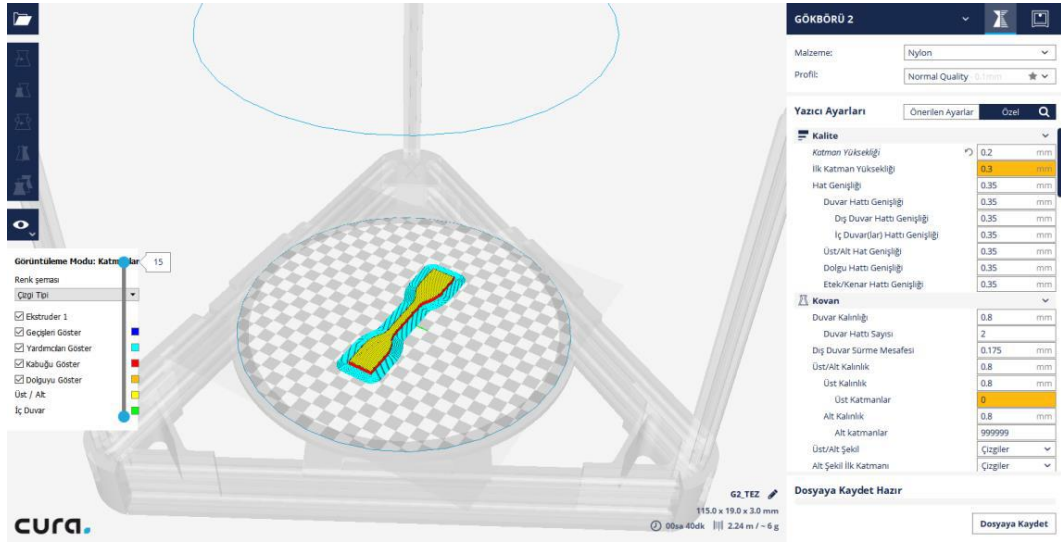 GÖKBÖRÜ 2
Malzeme: Nylon
Profil: Normal Quality 0.1mm
Yazıcı Ayarları Önerilen Ayarlar Özel
Kalite
Katman Yüksekliği 0.2 mm
İlk Katman Yüksekliği 0.3 mm
Hat Genişliği 0.35 mm
Duvar Hattı Genişliği 0.35 mm
Dış Duvar Hattı Genişliği 0.35 mm
İç Duvar(lar) Hattı Genişliği 0.35 mm
Üst/Alt Hat Genişliği 0.35 mm
Dolgu Hattı Genişliği 0.35 mm
Etek/Kenar Hattı Genişliği 0.35 mm
Kovan
Duvar Kalınlığı 0.8 mm
Duvar Hattı Sayısı 2
Dış Duvar Sürme Mesafesi 0.175 mm
Üst/Alt Kalınlık 0.8 mm
Üst Kalınlık 0.8 mm
Üst Katmanlar 0
Alt Kalınlık 0.8 mm
Alt katmanlar 999999
Üst/Alt Şekil Çizgiler
Alt Şekil İlk Katmanı Çizgiler
Dosyaya Kaydet Hazır
Dosyaya Kaydet
Görüntüleme Modu: Katmanlar 15
Renk şeması
Çizgi Tipi
Ekstruder 1
Geçişleri Göster
Yardımcıları Göster
Kabuğu Göster
Dolguyu Göster
Üst / Alt
İç Duvar
G2_TEZ
115.0 x 19.0 x 3.0 mm
00sa 40dk 2.24 m / ~ 6 g
cura.